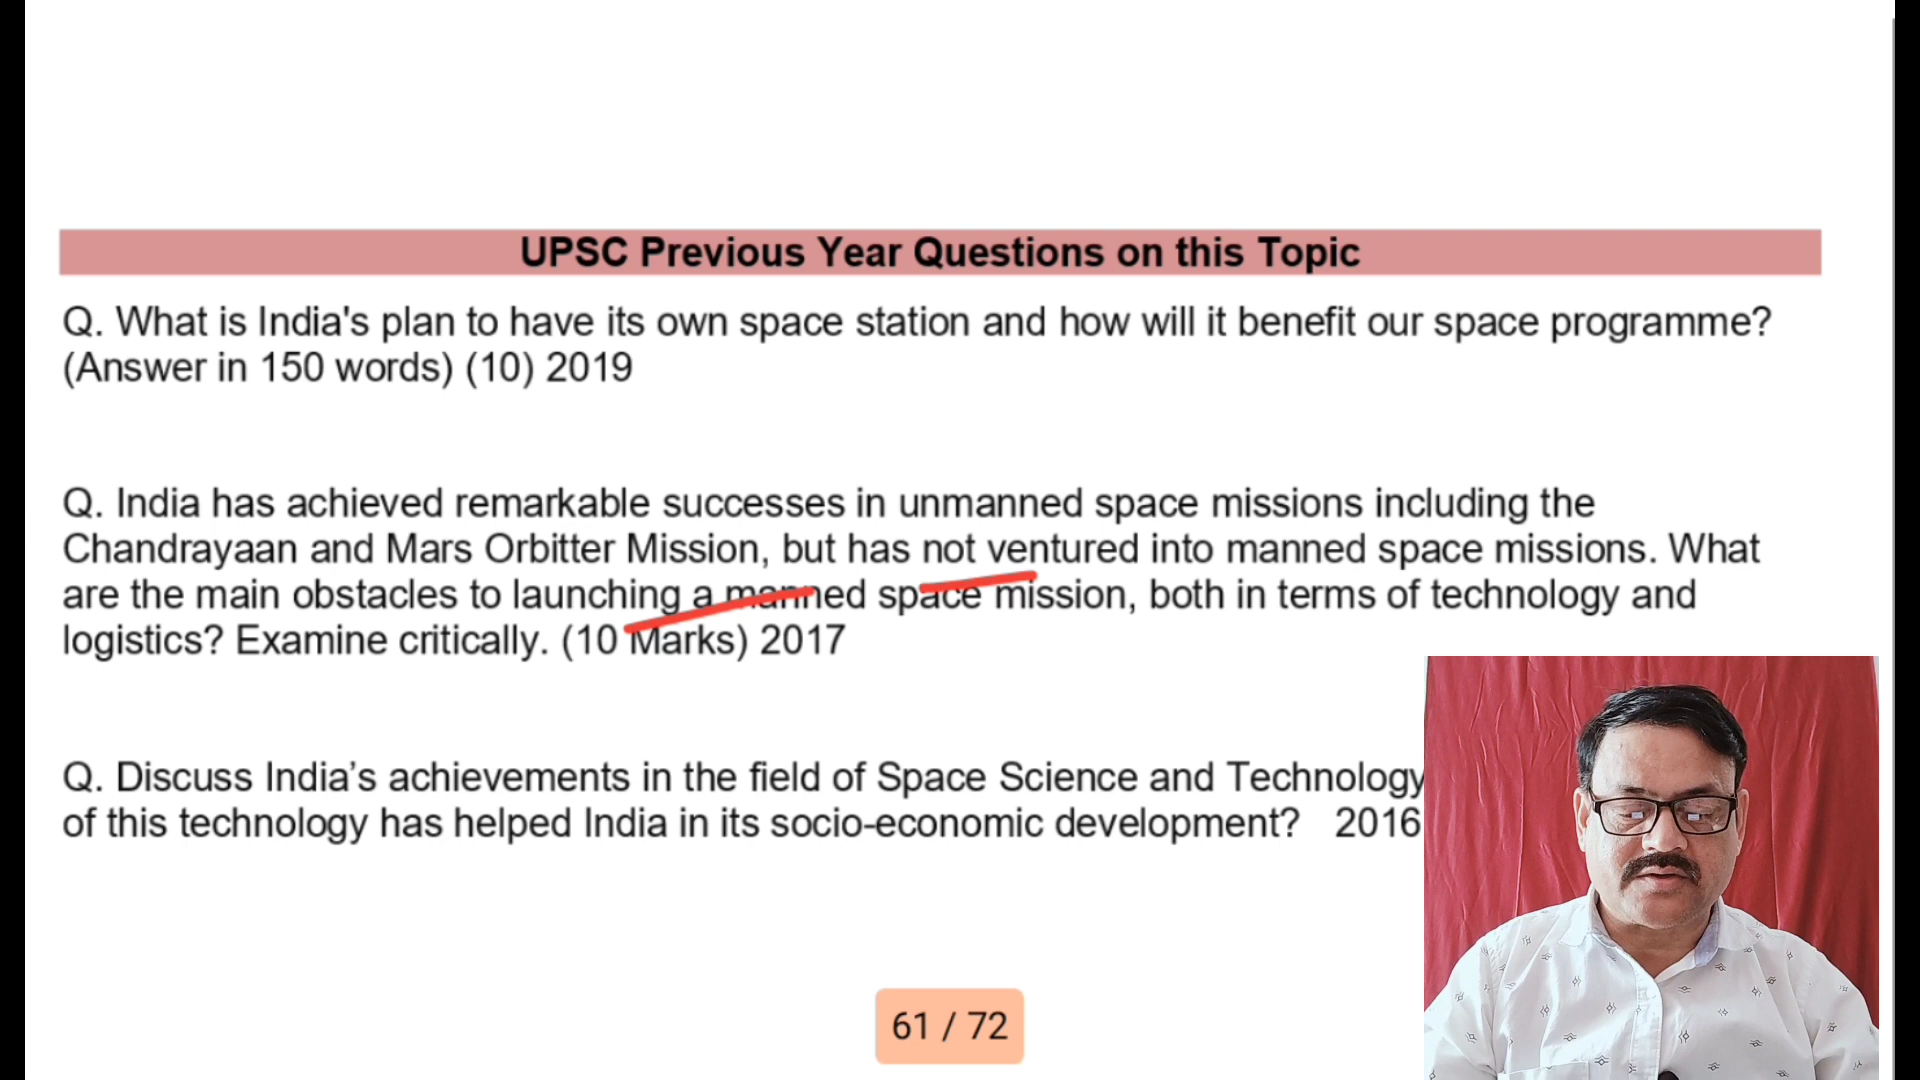 UPSC Previous Year Questions on this Topic
Q. What is India's plan to have its own space station and how will it benefit our space programme?
(Answer in 150 words) (10) 2019
Q. India has achieved remarkable successes in unmanned space missions including the
Chandrayaan and Mars Orbitter Mission, but has not ventured into manned space missions. What
are the main obstacles to launching a manned space mission, both in terms of technology and
logistics? Examine critically. (10 Marks) 2017
Q. Discuss India’s achievements in the field of Space Science and Technology
of this technology has helped India in its socio-economic development? 2016
61 / 72